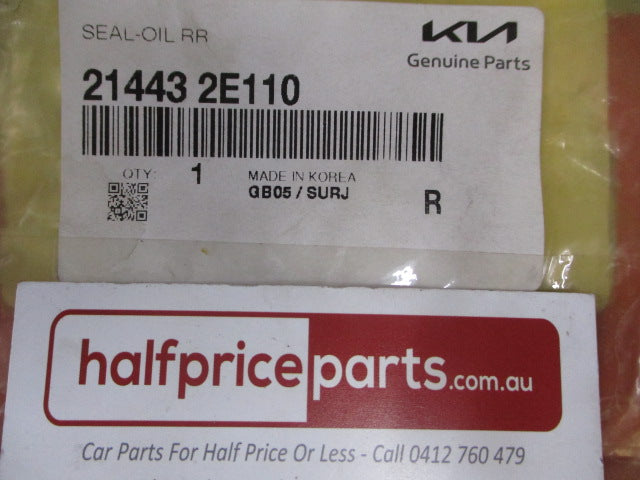 SEAL-OIL RR
KIA
Genuine Parts
21443 2E110
QTY: 1 MADE IN KOREA
GB05 / SURJ
R
halfpriceparts.com.au
Car Parts For Half Price Or Less - Call 0412 760 479